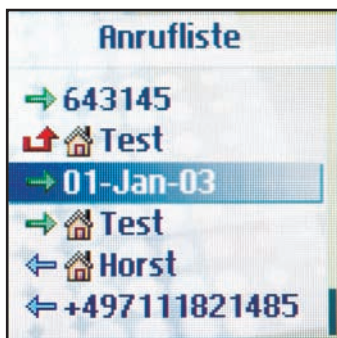 Anrufliste
643145
Test
01-Jan-03
Test
Horst
+497111821485